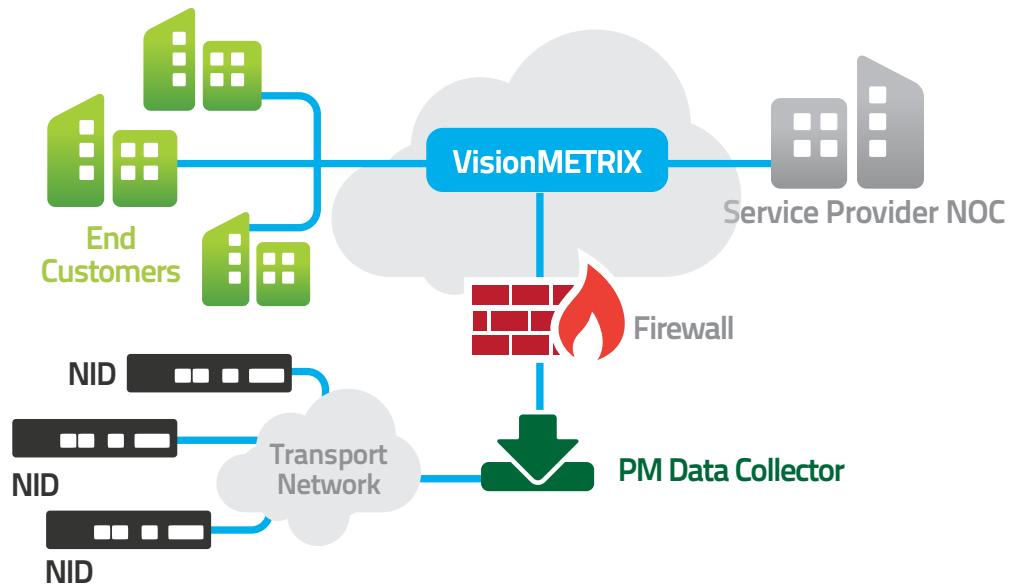 VisionMETRIX
Service Provider NOC
End
Customers
Firewall
NID
Transport
Network
PM Data Collector
NID
NID